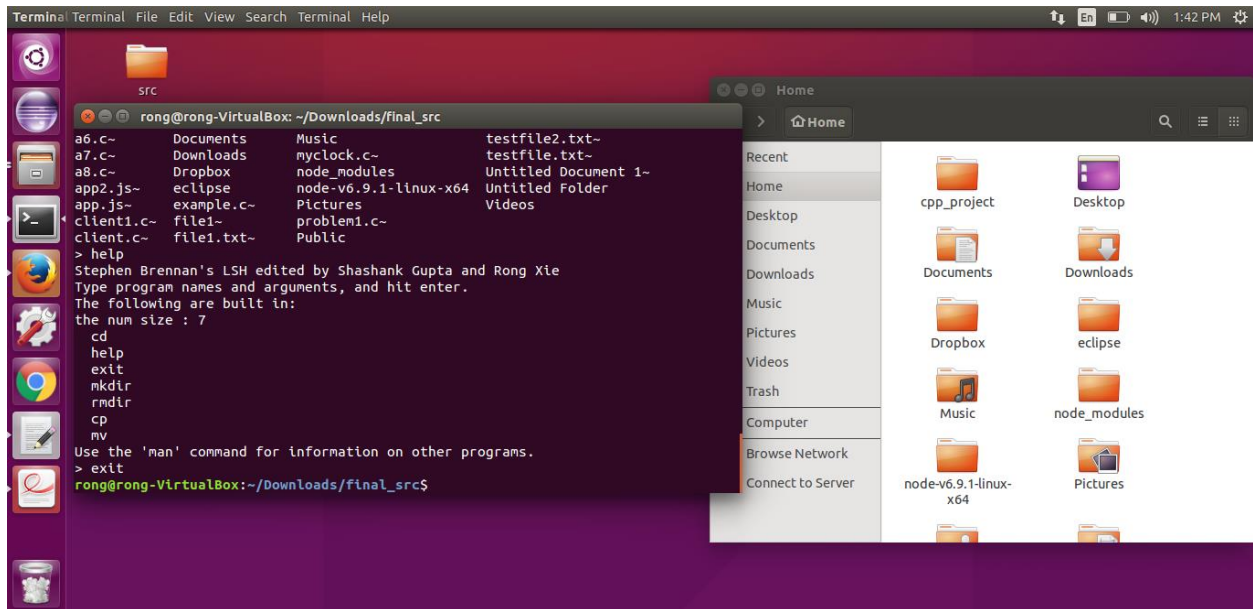 Terminal Terminal File Edit View Search Terminal Help En 1:42 PM
src
rong@rong-VirtualBox: ~/Downloads/final_src
a6.c~ Documents Music testfile2.txt~
a7.c~ Downloads myclock.c~ testfile.txt~
a8.c~ Dropbox node_modules Untitled Document 1~
app2.js~ eclipse node-v6.9.1-linux-x64 Untitled Folder
app.js~ example.c~ Pictures Videos
client1.c~ file1~ problem1.c~
client.c~ file1.txt~ Public
> help
Stephen Brennan's LSH edited by Shashank Gupta and Rong Xie
Type program names and arguments, and hit enter.
The following are built in:
the num size : 7
cd
help
exit
mkdir
rmdir
cp
mv
Use the 'man' command for information on other programs.
> exit
rong@rong-VirtualBox:~/Downloads/final_src$
Home
Home
Recent
Home
Desktop
Documents
Downloads
Music
Pictures
Videos
Trash
Computer
Browse Network
Connect to Server
cpp_project Desktop
Documents Downloads
Dropbox eclipse
Music node_modules
node-v6.9.1-linux- Pictures
x64